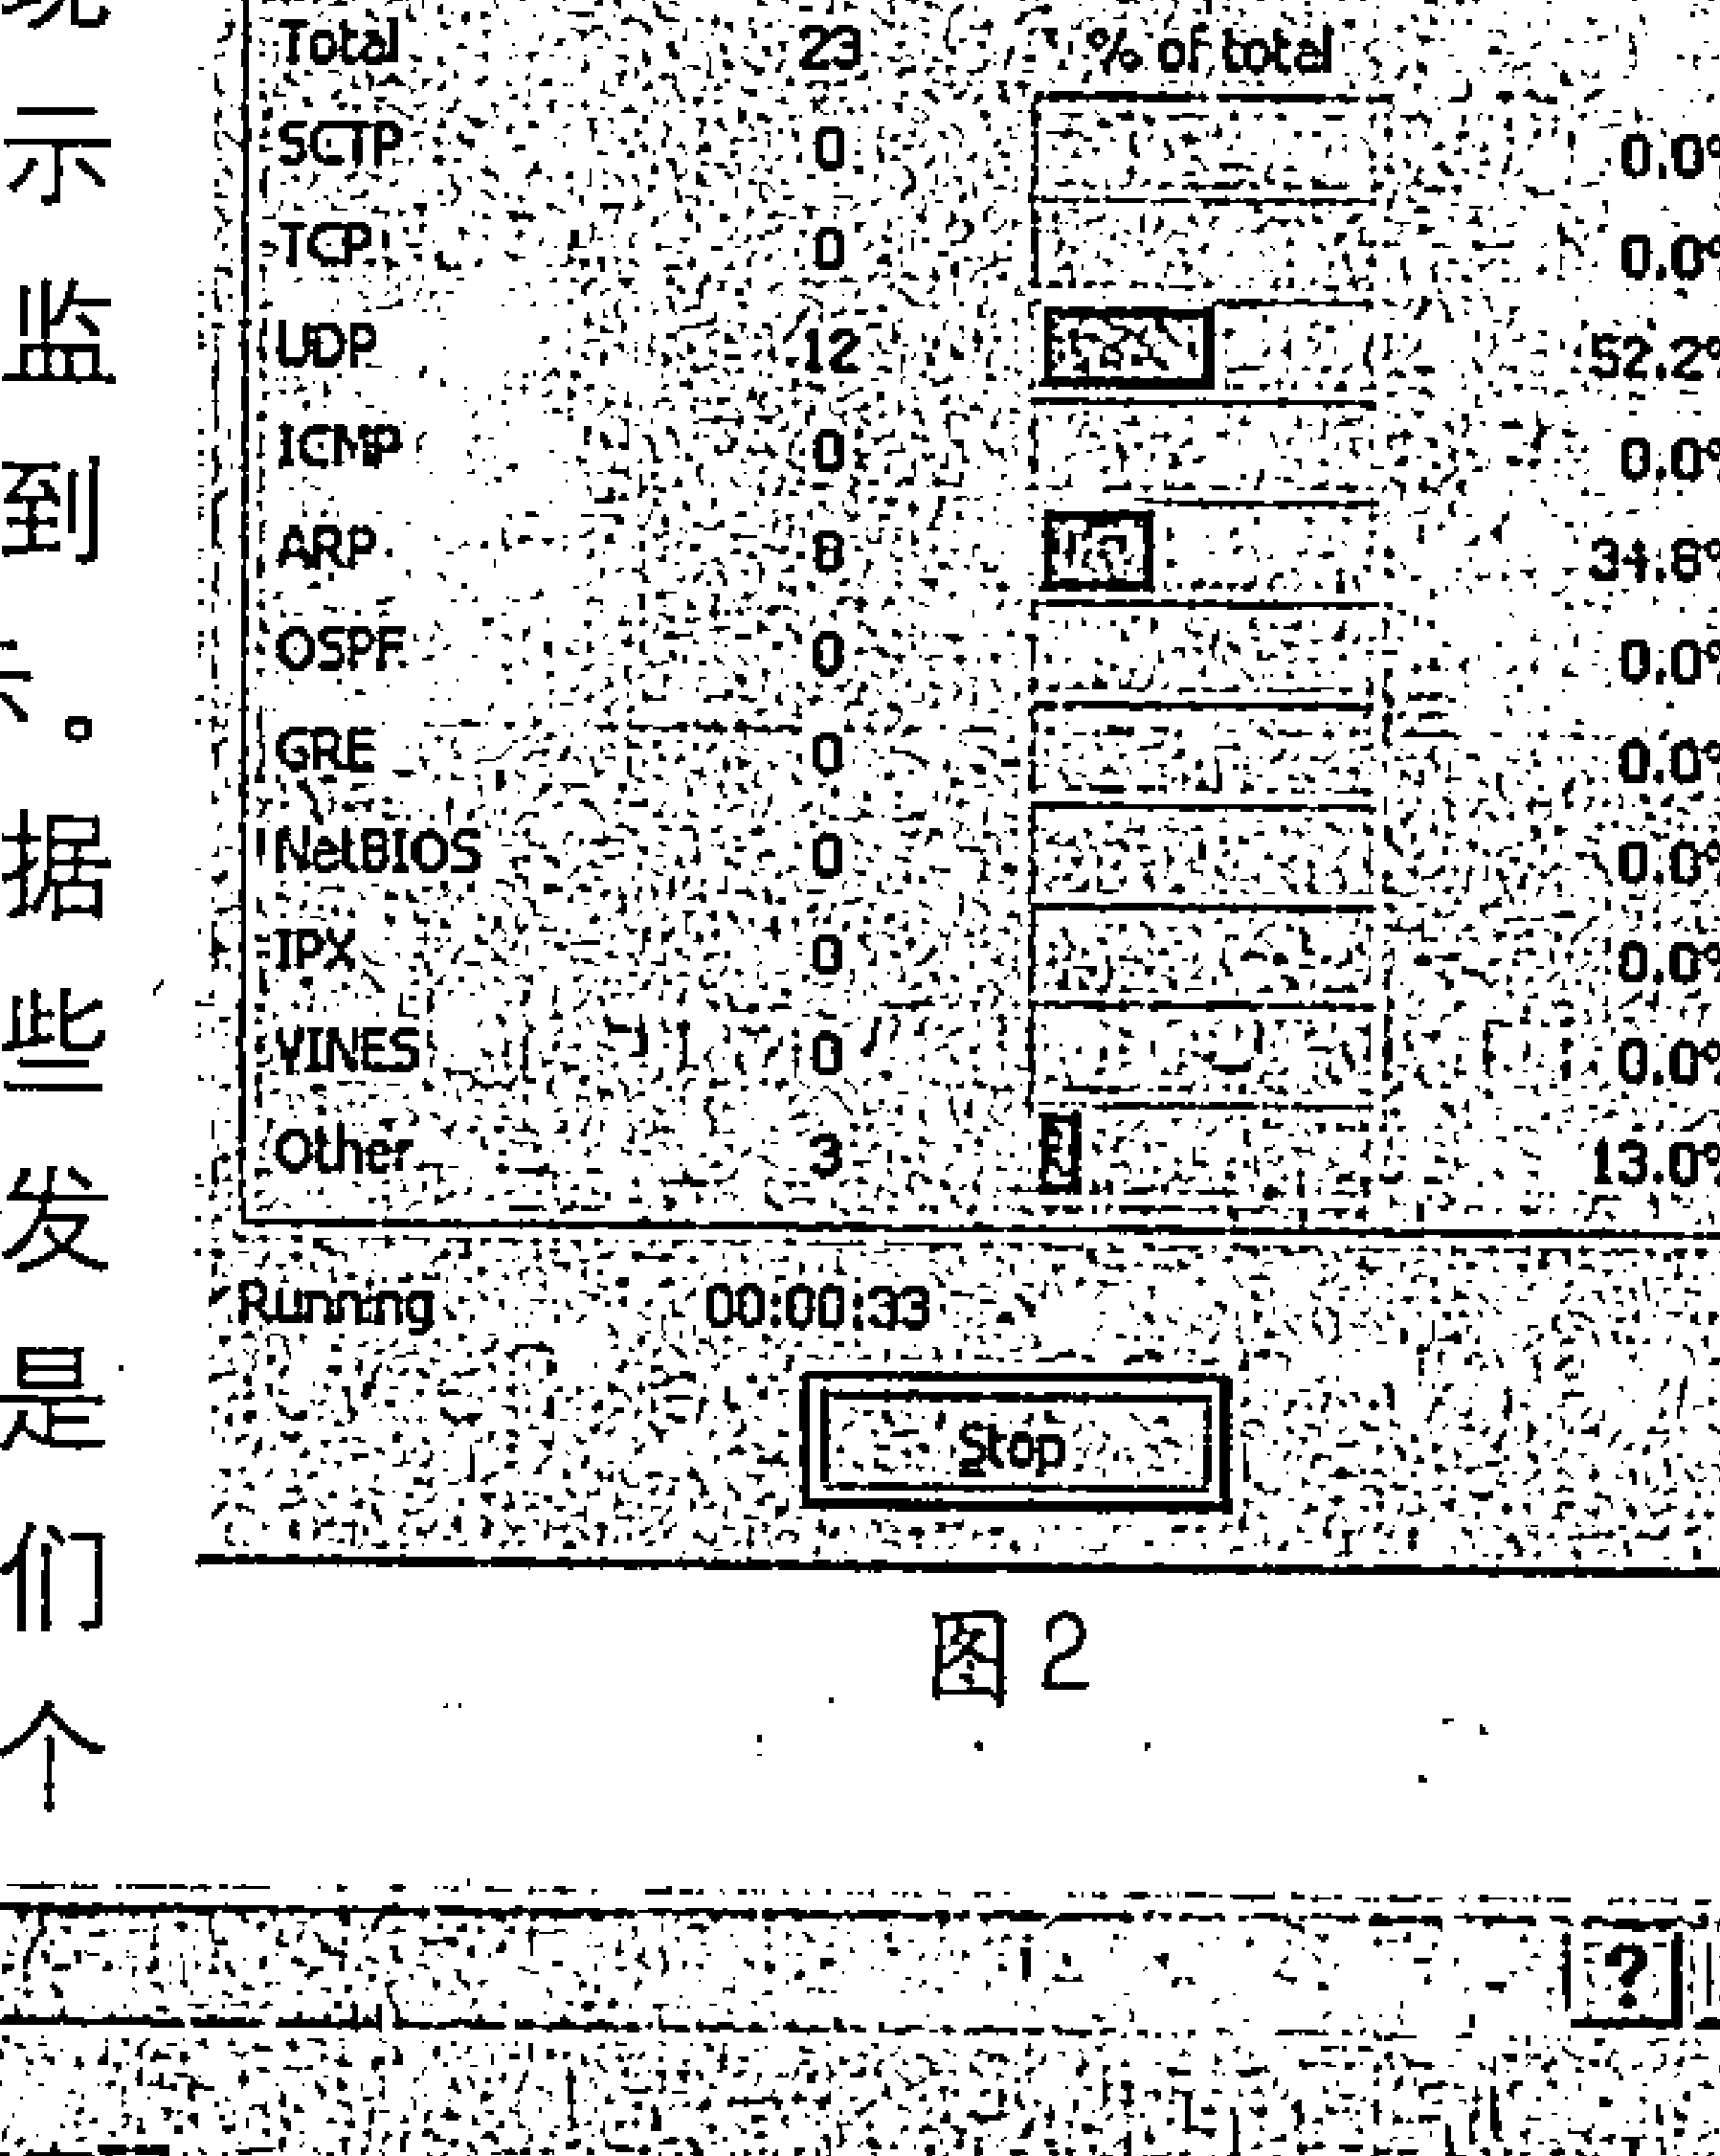 Total 23 % of total
SCTP 0 0.0%
TCP 0 0.0%
UDP 12 52.2%
ICMP 0 0.0%
ARP 8 34.8%
OSPF 0 0.0%
GRE 0 0.0%
NetBIOS 0 0.0%
IPX 0 0.0%
VINES 0 0.0%
Other 3 13.0%
Running 00:00:33
Stop
图2
示
监
到
。
据
些
发
是
们
个
?